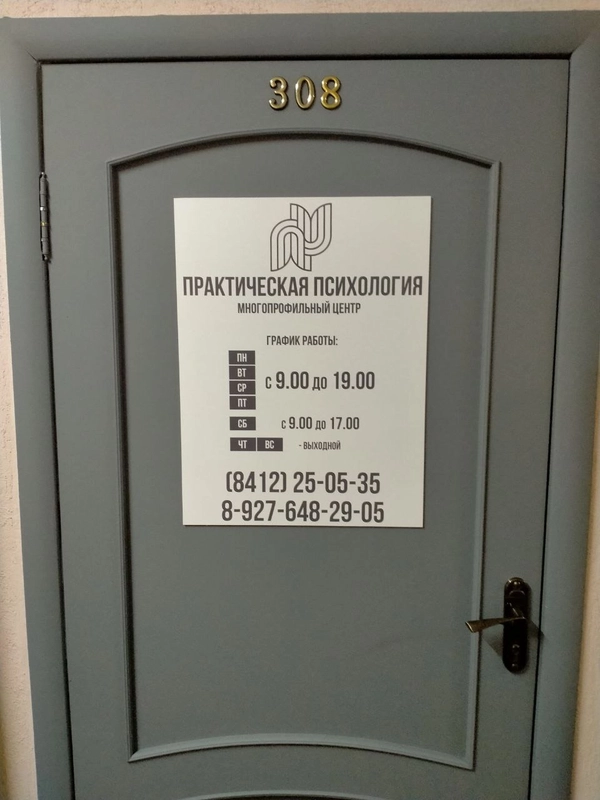 308
ПРАКТИЧЕСКАЯ ПСИХОЛОГИЯ
МНОГОПРОФИЛЬНЫЙ ЦЕНТР
ГРАФИК РАБОТЫ:
ПН
ВТ
СР
ПТ
с 9.00 до 19.00
СБ с 9.00 до 17.00
ЧТ ВС - ВЫХОДНОЙ
(8412) 25-05-35
8-927-648-29-05